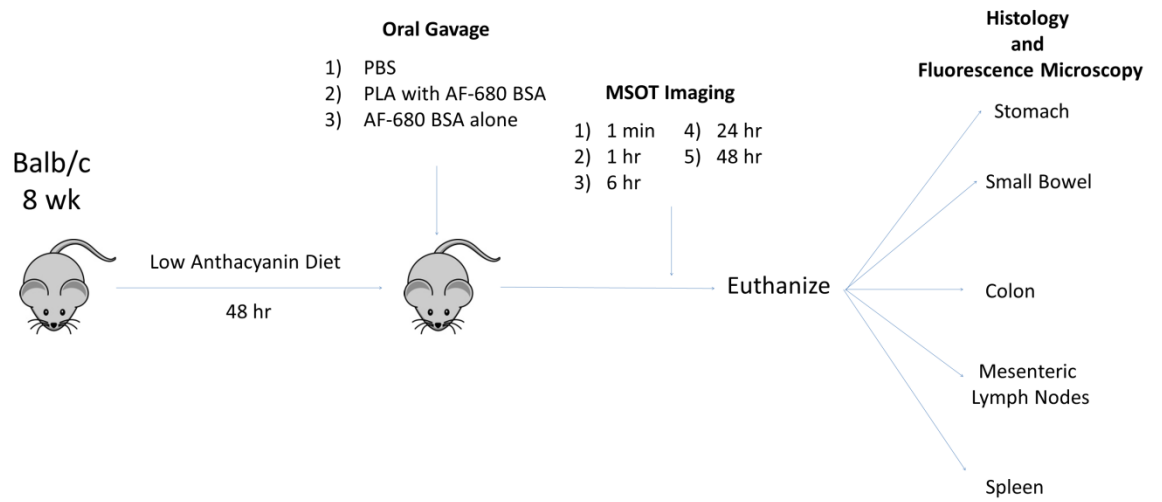 Balb/c
8 wk
Low Anthacyanin Diet
48 hr
Oral Gavage
1) PBS
2) PLA with AF-680 BSA
3) AF-680 BSA alone
MSOT Imaging
1) 1 min 4) 24 hr
2) 1 hr 5) 48 hr
3) 6 hr
Euthanize
Histology
and
Fluorescence Microscopy
Stomach
Small Bowel
Colon
Mesenteric
Lymph Nodes
Spleen